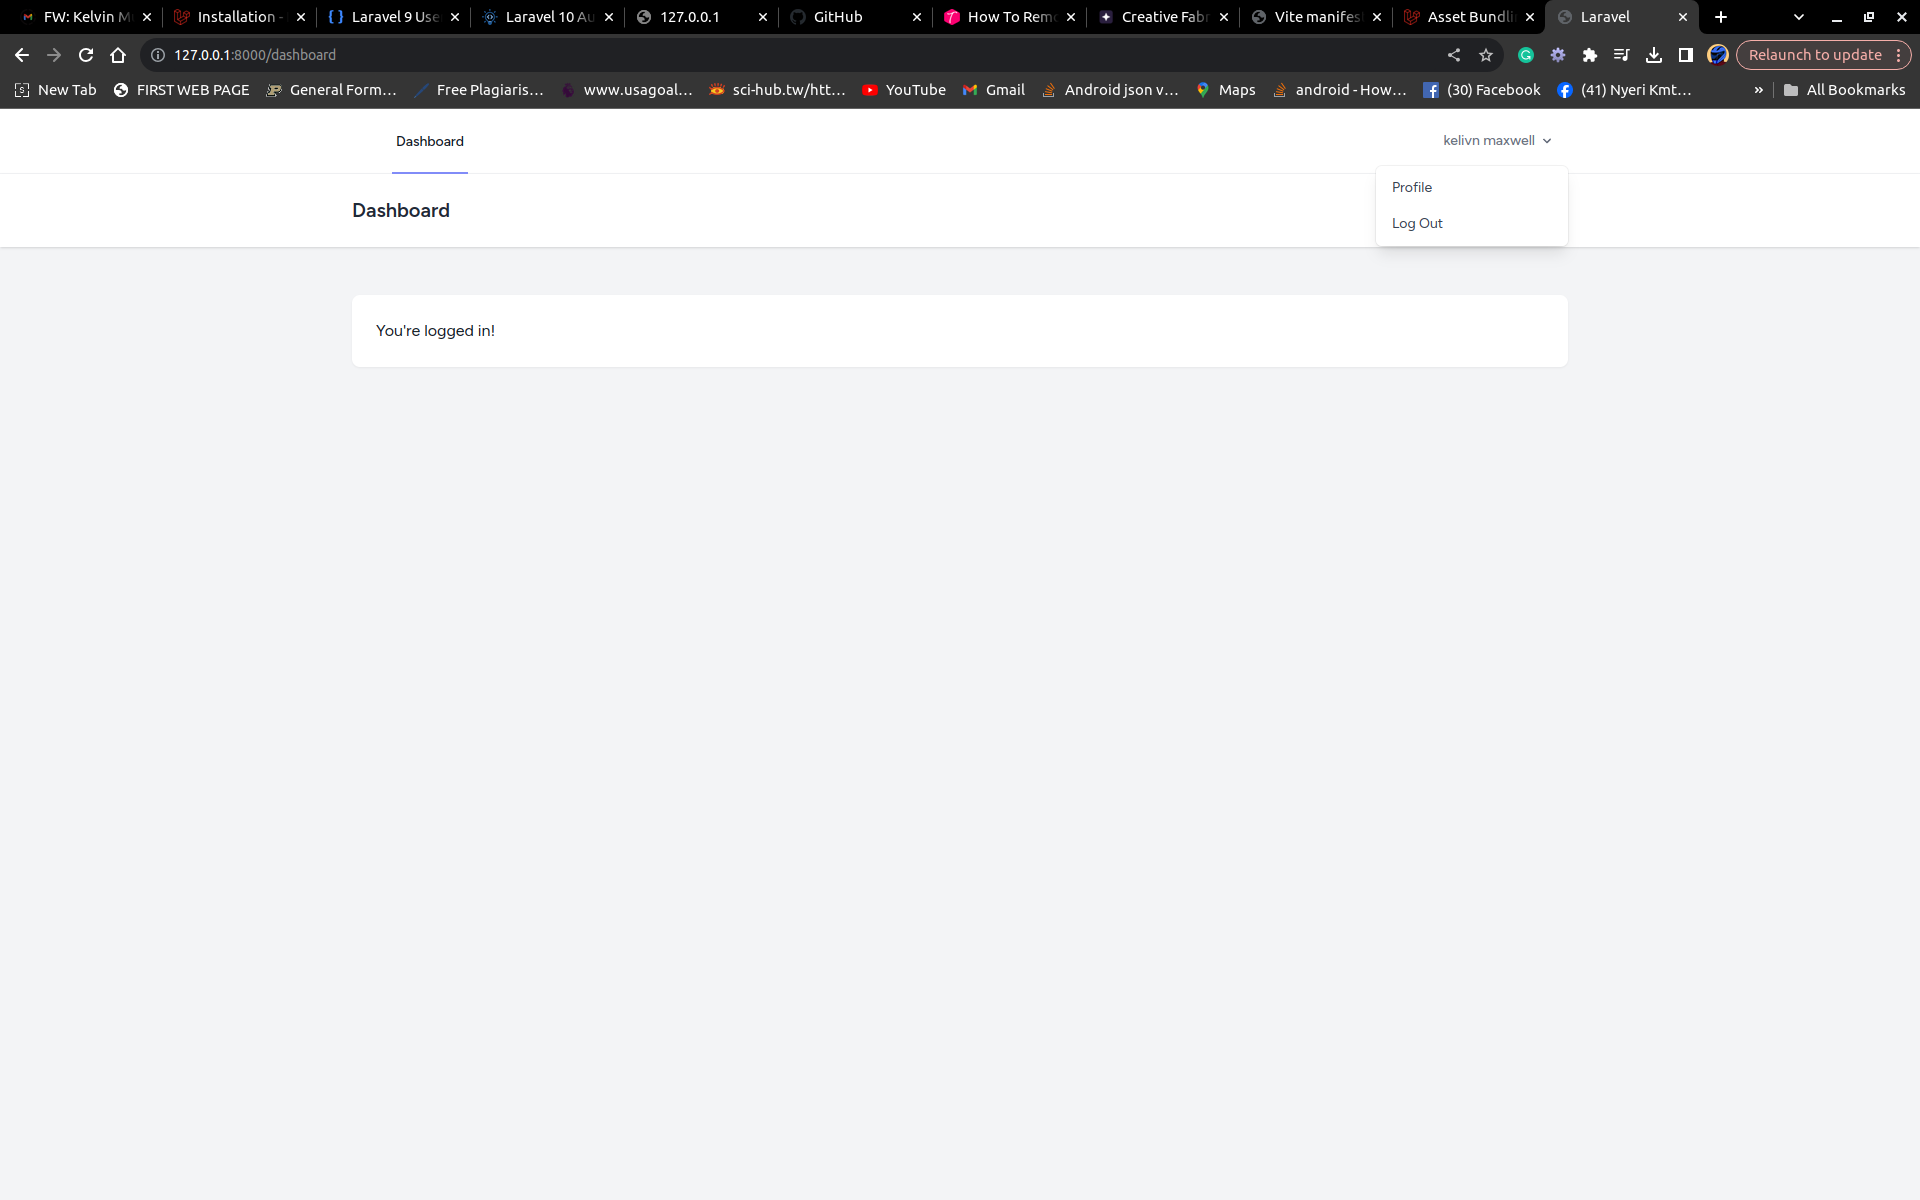 FW: Kelvin M
Installation -
Laravel 9 Use
Laravel 10 Au
127.0.0.1
GitHub
How To Rem
Creative Fabr
Vite manifes
Asset Bundli
Laravel
127.0.0.1:8000/dashboard
Relaunch to update
New Tab
FIRST WEB PAGE
General Form...
Free Plagiaris...
www.usagoal...
sci-hub.tw/htt...
YouTube
Gmail
Android json v...
Maps
android - How...
(30) Facebook
(41) Nyeri Kmt...
»
All Bookmarks
Dashboard
kelivn maxwell
Profile
Log Out
Dashboard
You're logged in!